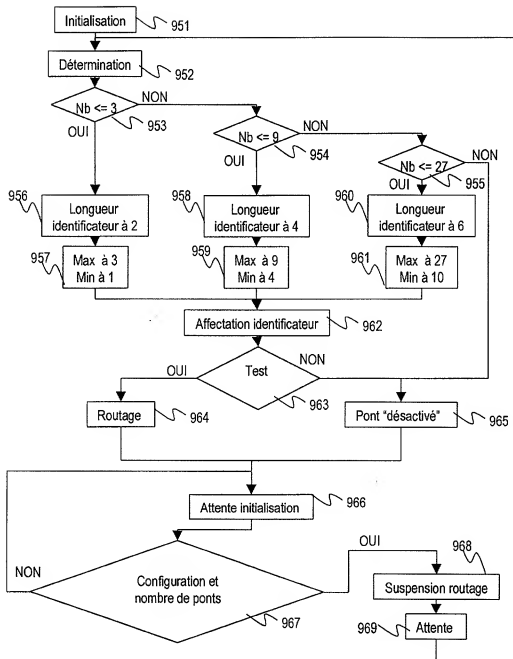 Initialisation
951
Détermination
952
Nb <= 3
NON
953
OUI
Nb <= 9
NON
954
OUI
Nb <= 27
NON
955
OUI
956
Longueur
identificateur à 2
958
Longueur
identificateur à 4
960
Longueur
identificateur à 6
957
Max à 3
Min à 1
959
Max à 9
Min à 4
961
Max à 27
Min à 10
Affectation identificateur
962
OUI
Test
NON
963
Routage
964
Pont "désactivé"
965
Attente initialisation
966
NON
Configuration et
nombre de ponts
967
OUI
968
Suspension routage
969
Attente